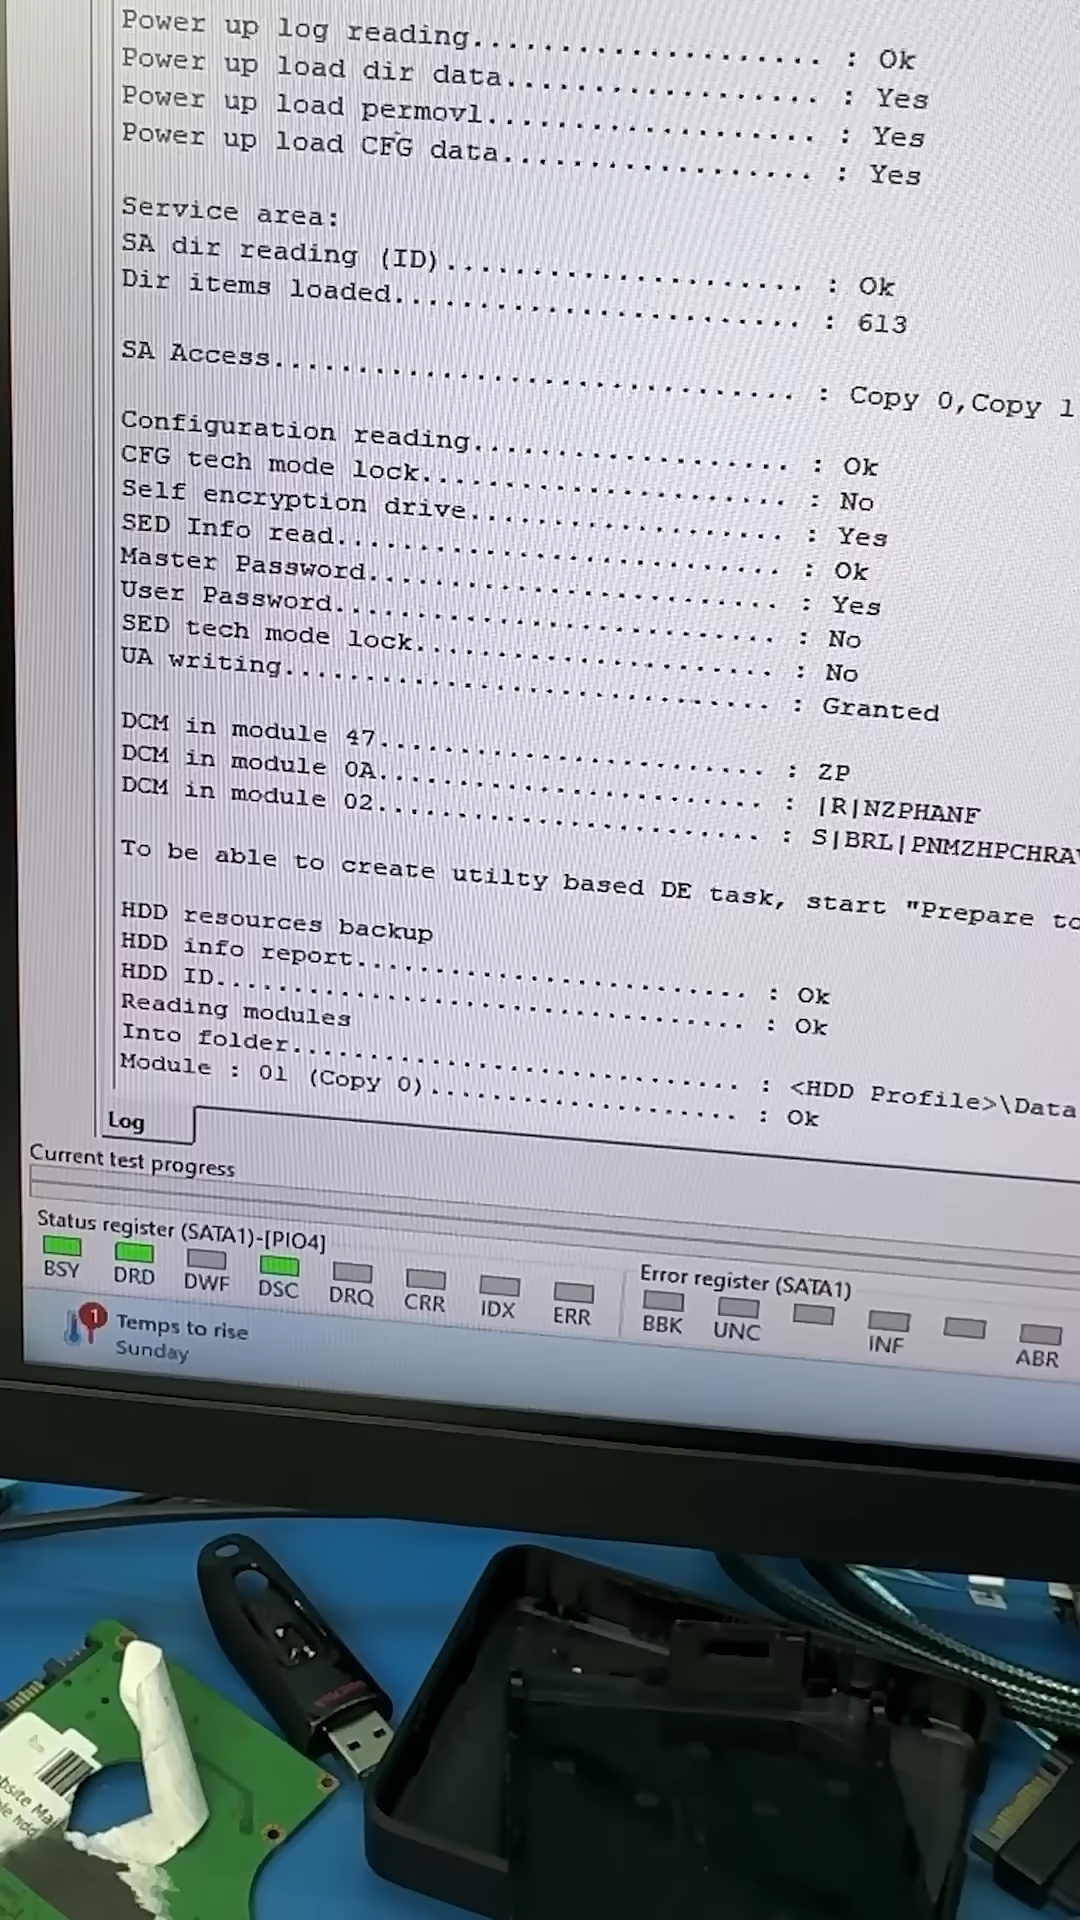 Power up log reading..................... : Ok
Power up load dir data................... : Yes
Power up load permovl.................... : Yes
Power up load CFG data................... : Yes
Service area:
SA dir reading (ID)...................... : Ok
Dir items loaded......................... : 613
SA Access................................ : Copy 0,Copy 1
Configuration reading.................... : Ok
CFG tech mode lock....................... : No
Self encryption drive.................... : Yes
SED Info read............................ : Ok
Master Password.......................... : Yes
User Password............................ : No
SED tech mode lock....................... : No
UA writing............................... : Granted
DCM in module 47......................... : ZP
DCM in module 0A......................... : |R|NZPHANF
DCM in module 02......................... : S|BRL|PNMZHPCHRA
To be able to create utilty based DE task, start "Prepare to
HDD resources backup
HDD info report.......................... : Ok
HDD ID................................... : Ok
Reading modules
Into folder.............................. : <HDD Profile>\Data
Module : 01 (Copy 0)..................... : Ok
Log
Current test progress
Status register (SATA1)-[PIO4]
BSY DRD DWF DSC DRQ CRR IDX ERR
Error register (SATA1)
BBK UNC INF ABR
1
Temps to rise
Sunday